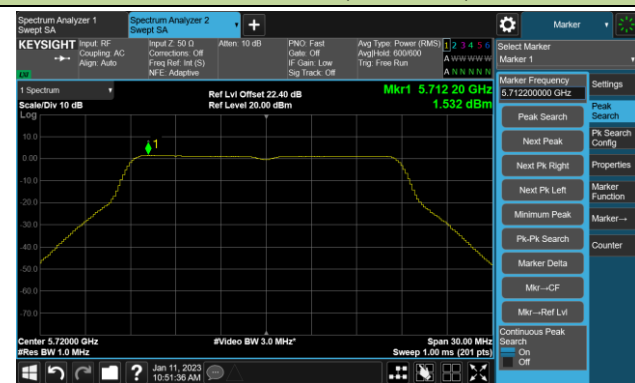 Spectrum Analyzer 1
Swept SA
Spectrum Analyzer 2
Swept SA
+
Marker
KEYSIGHT
Input: RF
Coupling: AC
Align: Auto
Input Z: 50 Ω
Corrections: Off
Freq Ref: Int (S)
NFE: Adaptive
Atten: 10 dB
PNO: Fast
Gate: Off
IF Gain: Low
Sig Track: Off
Avg Type: Power (RMS)
Avg|Hold: 600/600
Trig: Free Run
1 2 3 4 5 6
A W W W W W
A N N N N N
Select Marker
Marker 1
1 Spectrum
Scale/Div 10 dB
Log
Ref Lvl Offset 22.40 dB
Ref Level 20.00 dBm
Mkr1 5.712 20 GHz
1.532 dBm
1
10.0
0.00
-10.0
-20.0
-30.0
-40.0
-50.0
-60.0
-70.0
Center 5.72000 GHz
#Res BW 1.0 MHz
#Video BW 3.0 MHz*
Span 30.00 MHz
Sweep 1.00 ms (201 pts)
Marker Frequency
5.712200000 GHz
Peak Search
Next Peak
Next Pk Right
Next Pk Left
Minimum Peak
Pk-Pk Search
Marker Delta
Mkr→CF
Mkr→Ref Lvl
Continuous Peak
Search
On
Off
Settings
Peak
Search
Pk Search
Config
Properties
Marker
Function
Marker→
Counter
?
Jan 11, 2023
10:51:36 AM